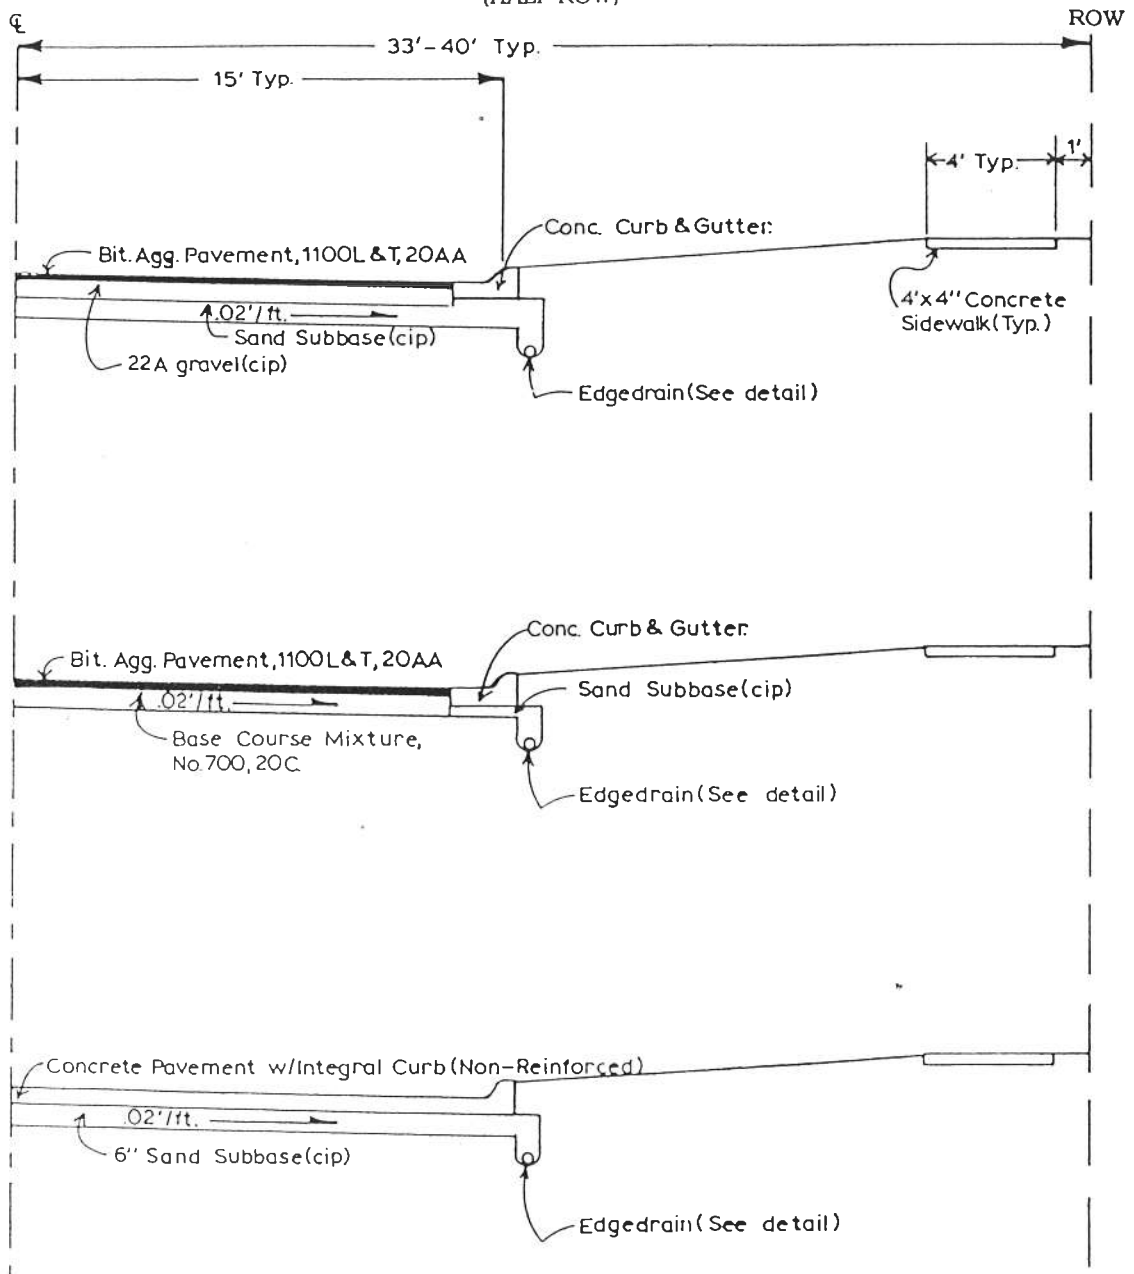 (HALF ROW)
℄
ROW
33'-40' Typ.
15' Typ.
4' Typ.
1'
Conc. Curb & Gutter.
Bit. Agg. Pavement, 1100L & T, 20AA
4'x4" Concrete
Sidewalk (Typ.)
.02'/ft.
Sand Subbase (cip)
22A gravel (cip)
Edgedrain (See detail)
Conc. Curb & Gutter.
Bit. Agg. Pavement, 1100L & T, 20AA
Sand Subbase (cip)
.02'/ft.
Base Course Mixture,
No. 700, 20C.
Edgedrain (See detail)
Concrete Pavement w/Integral Curb (Non-Reinforced)
.02'/ft.
6" Sand Subbase (cip)
Edgedrain (See detail)